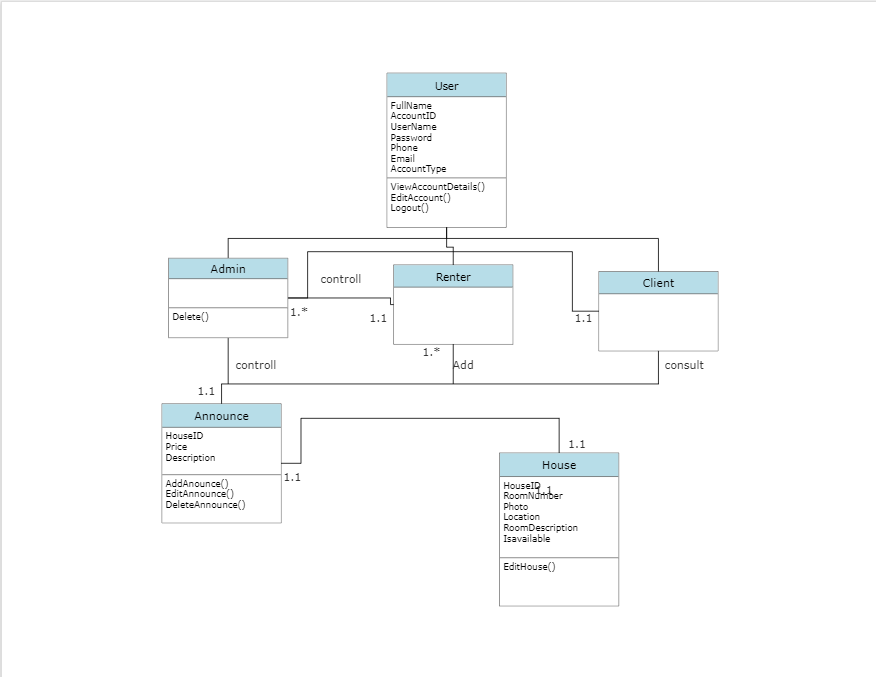 User
FullName
AccountID
UserName
Password
Phone
Email
AccountType
ViewAccountDetails()
EditAccount()
Logout()
Admin
Delete()
controll
Renter
Client
1.*
1.1
1.1
1.*
controll
Add
consult
1.1
Announce
HouseID
Price
Description
AddAnounce()
EditAnnounce()
DeleteAnnounce()
1.1
1.1
House
HouseID
1.1
RoomNumber
Photo
Location
RoomDescription
Isavailable
EditHouse()